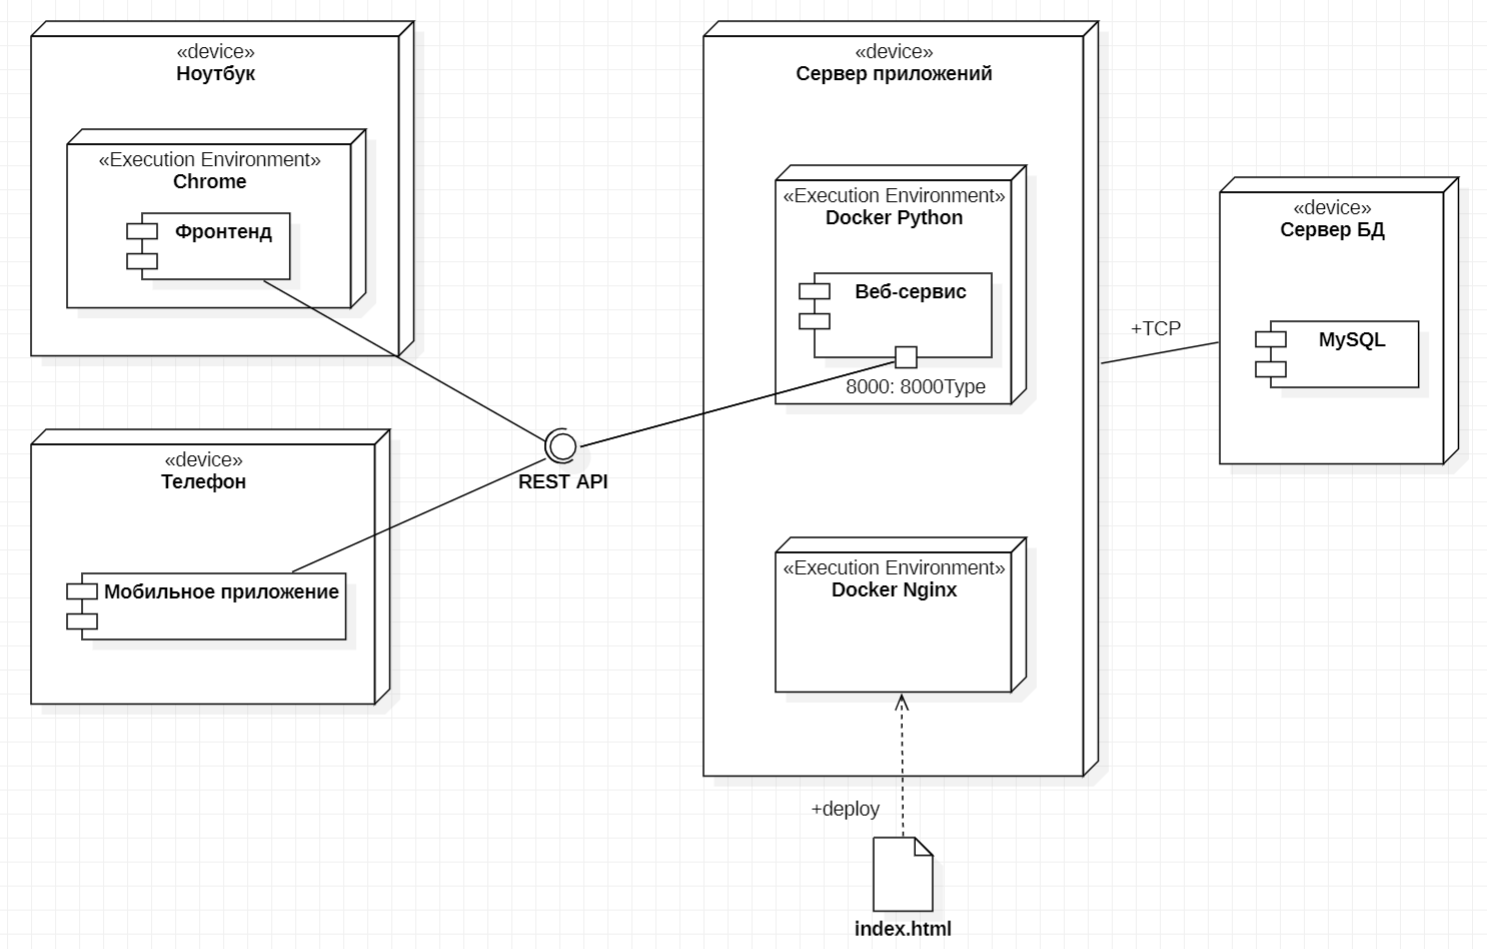 «device»
Ноутбук
«Execution Environment»
Chrome
Фронтенд
«device»
Телефон
Мобильное приложение
REST API
«device»
Сервер приложений
«Execution Environment»
Docker Python
Веб-сервис
8000: 8000Type
«Execution Environment»
Docker Nginx
+deploy
index.html
+TCP
«device»
Сервер БД
MySQL